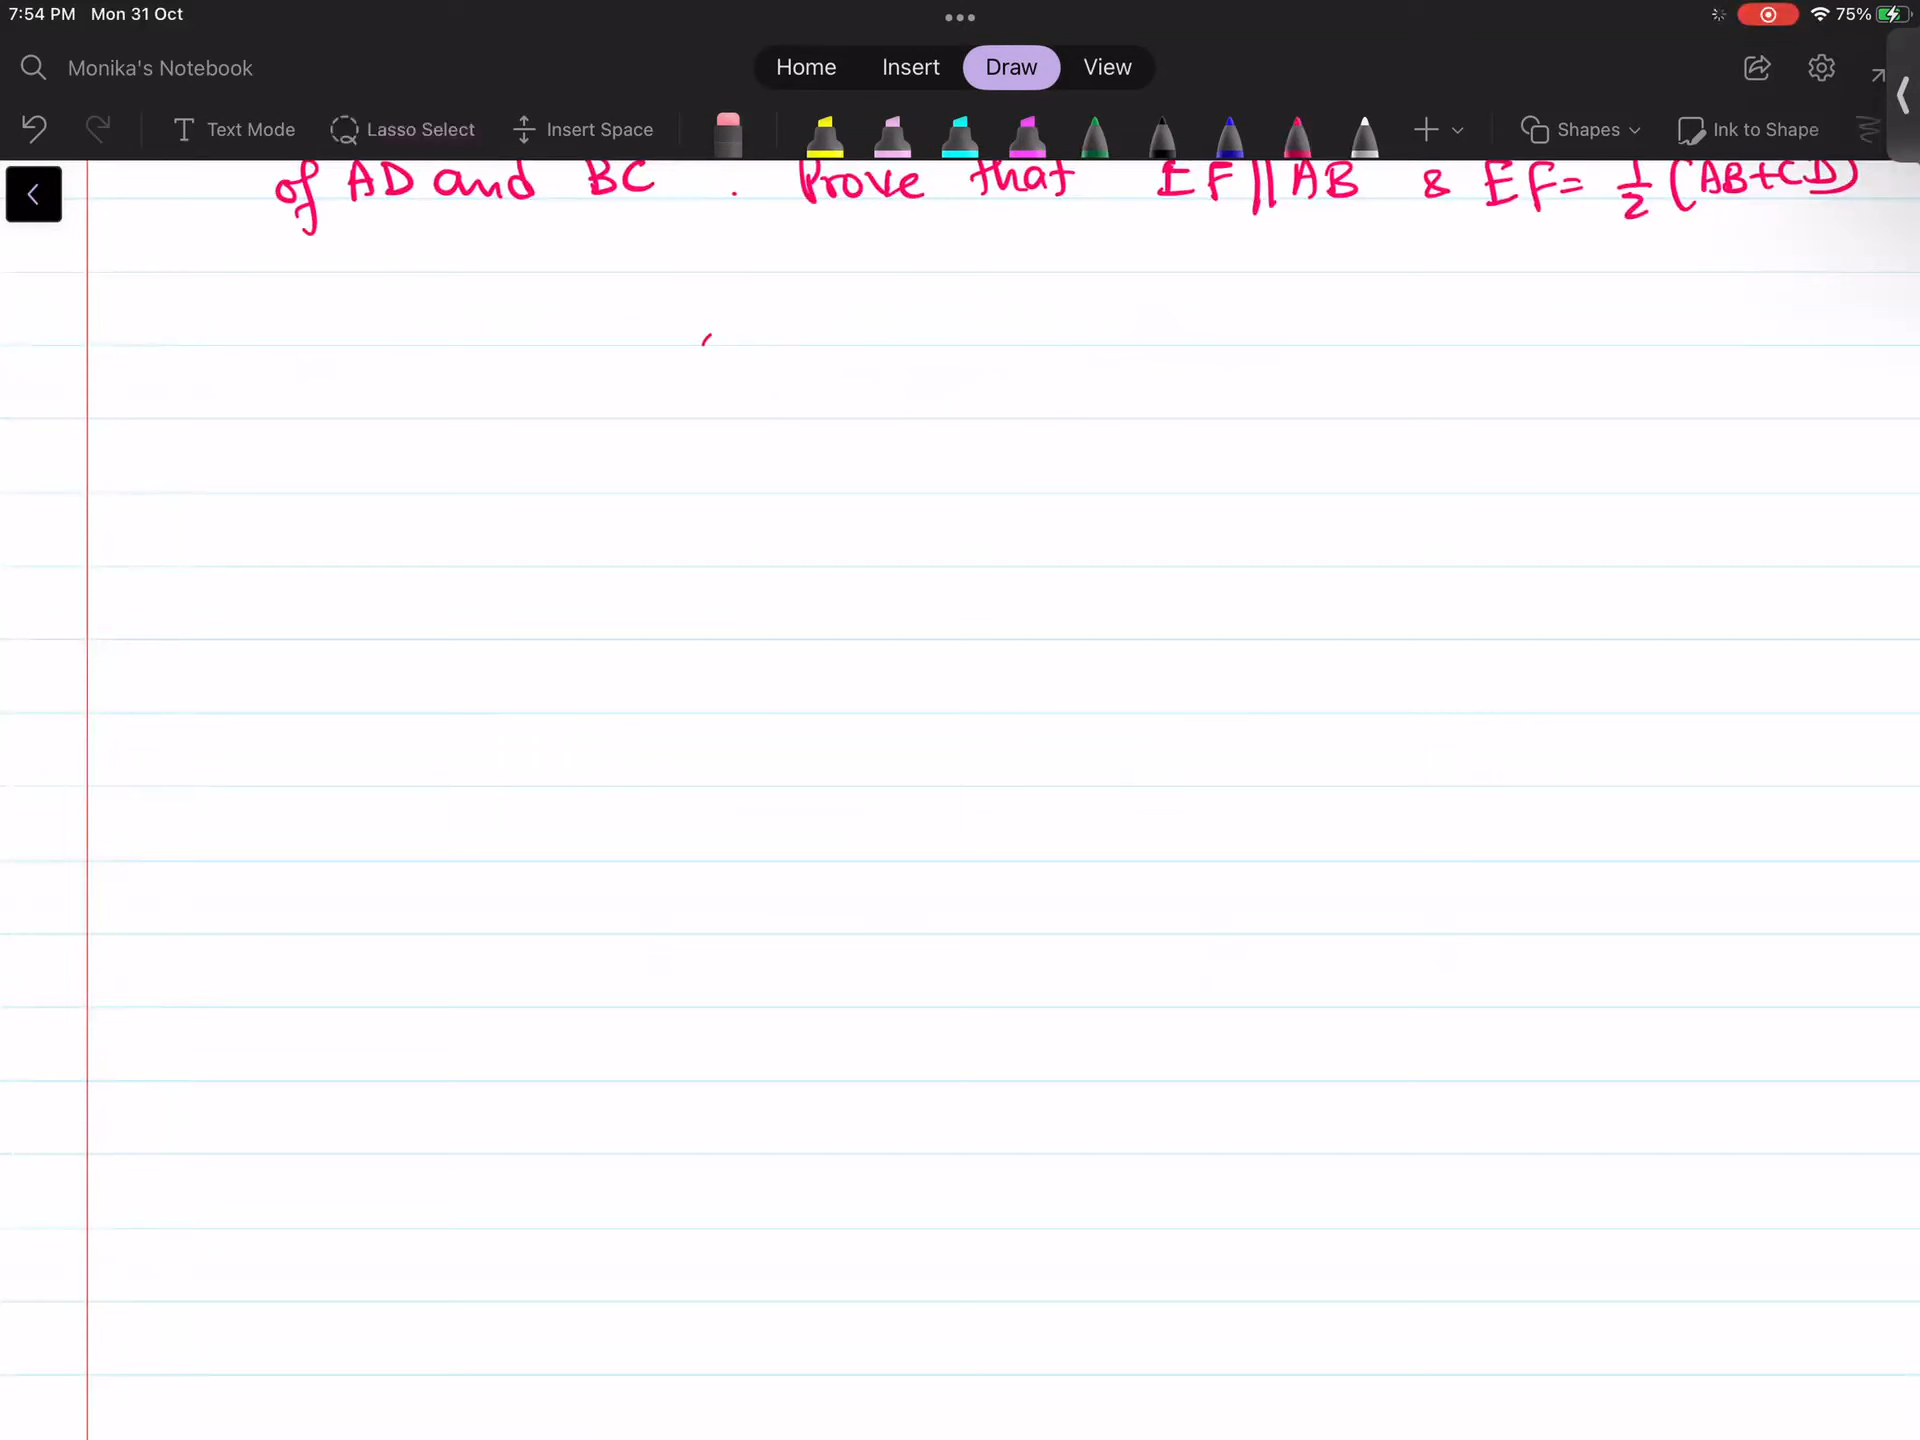 7:54 PM Mon 31 Oct 75%
Monika's Notebook Home Insert Draw View
Text Mode Lasso Select Insert Space Shapes Ink to Shape
of AD and BC . Prove that EF||AB & EF= 1/2 (AB+CD)